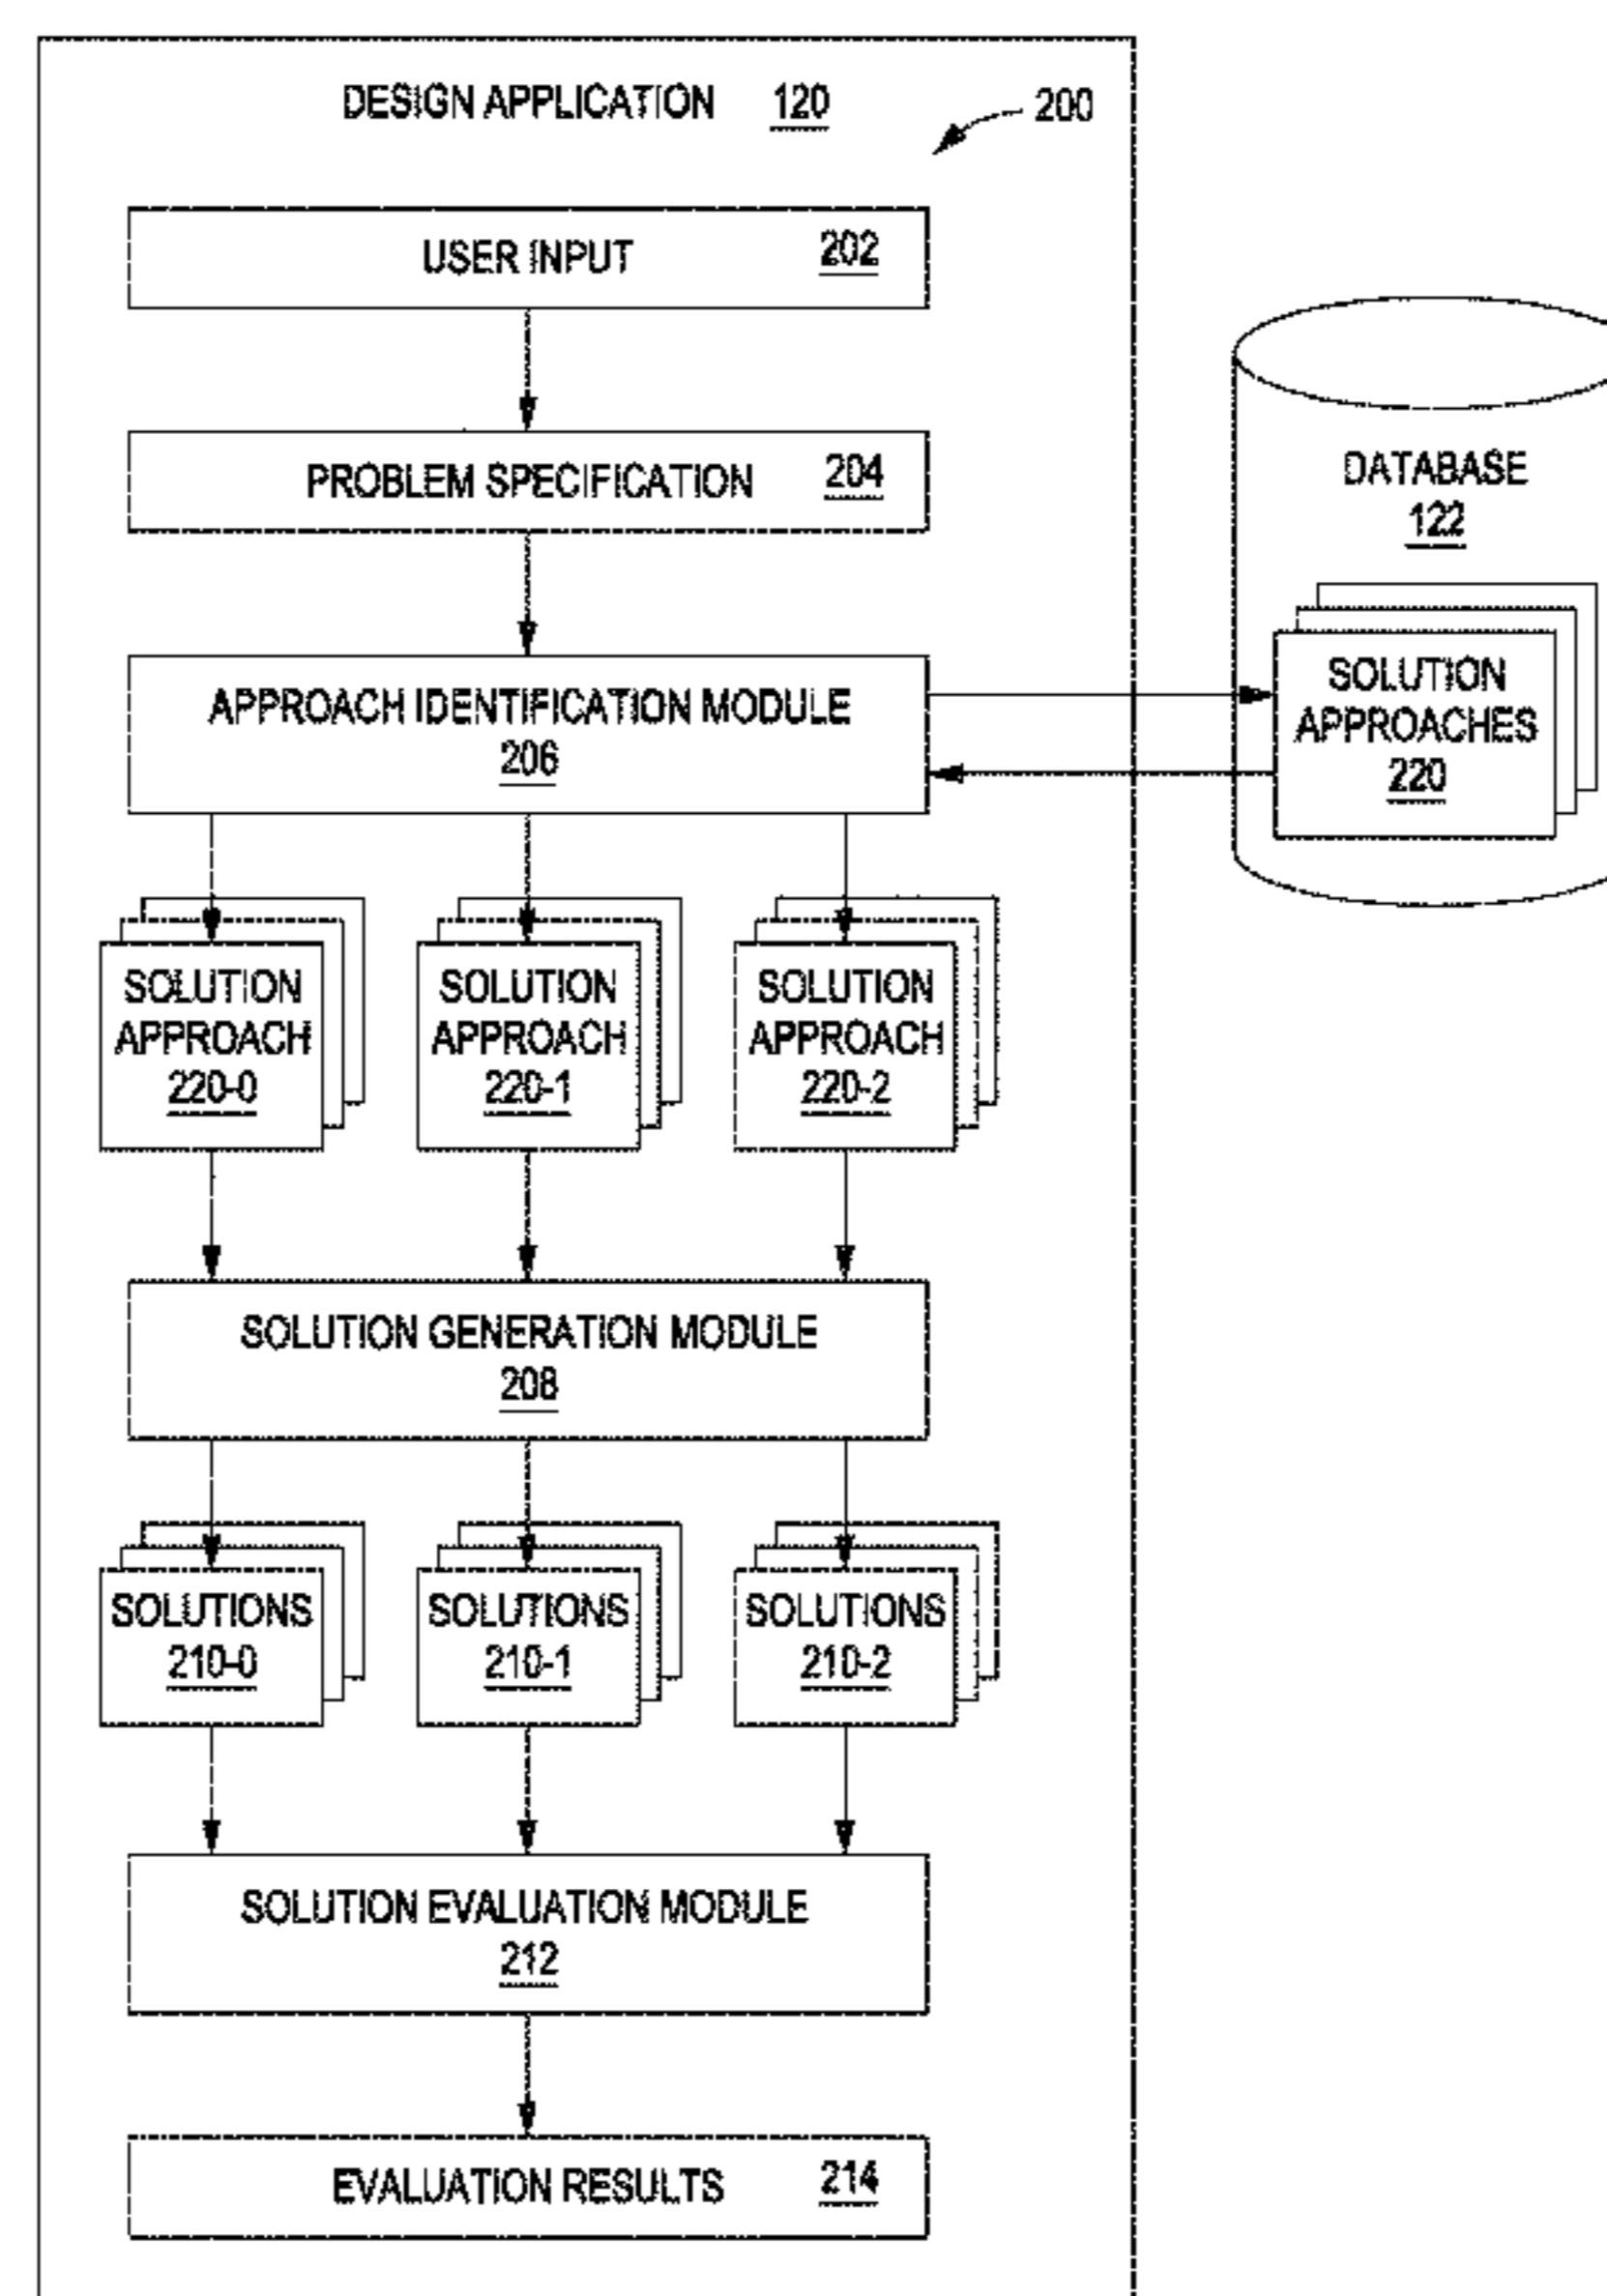 DESIGN APPLICATION 120
200
USER INPUT 202
PROBLEM SPECIFICATION 204
DATABASE
122
APPROACH IDENTIFICATION MODULE
206
SOLUTION
APPROACHES
220
SOLUTION
APPROACH
220-0
SOLUTION
APPROACH
220-1
SOLUTION
APPROACH
220-2
SOLUTION GENERATION MODULE
208
SOLUTIONS
210-0
SOLUTIONS
210-1
SOLUTIONS
210-2
SOLUTION EVALUATION MODULE
212
EVALUATION RESULTS 214